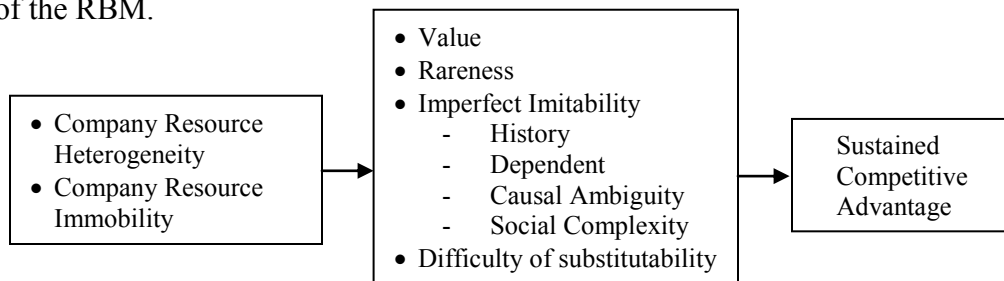 of the RBM.
• Company Resource
Heterogeneity
• Company Resource
Immobility
• Value
• Rareness
• Imperfect Imitability
- History
- Dependent
- Causal Ambiguity
- Social Complexity
• Difficulty of substitutability
Sustained
Competitive
Advantage